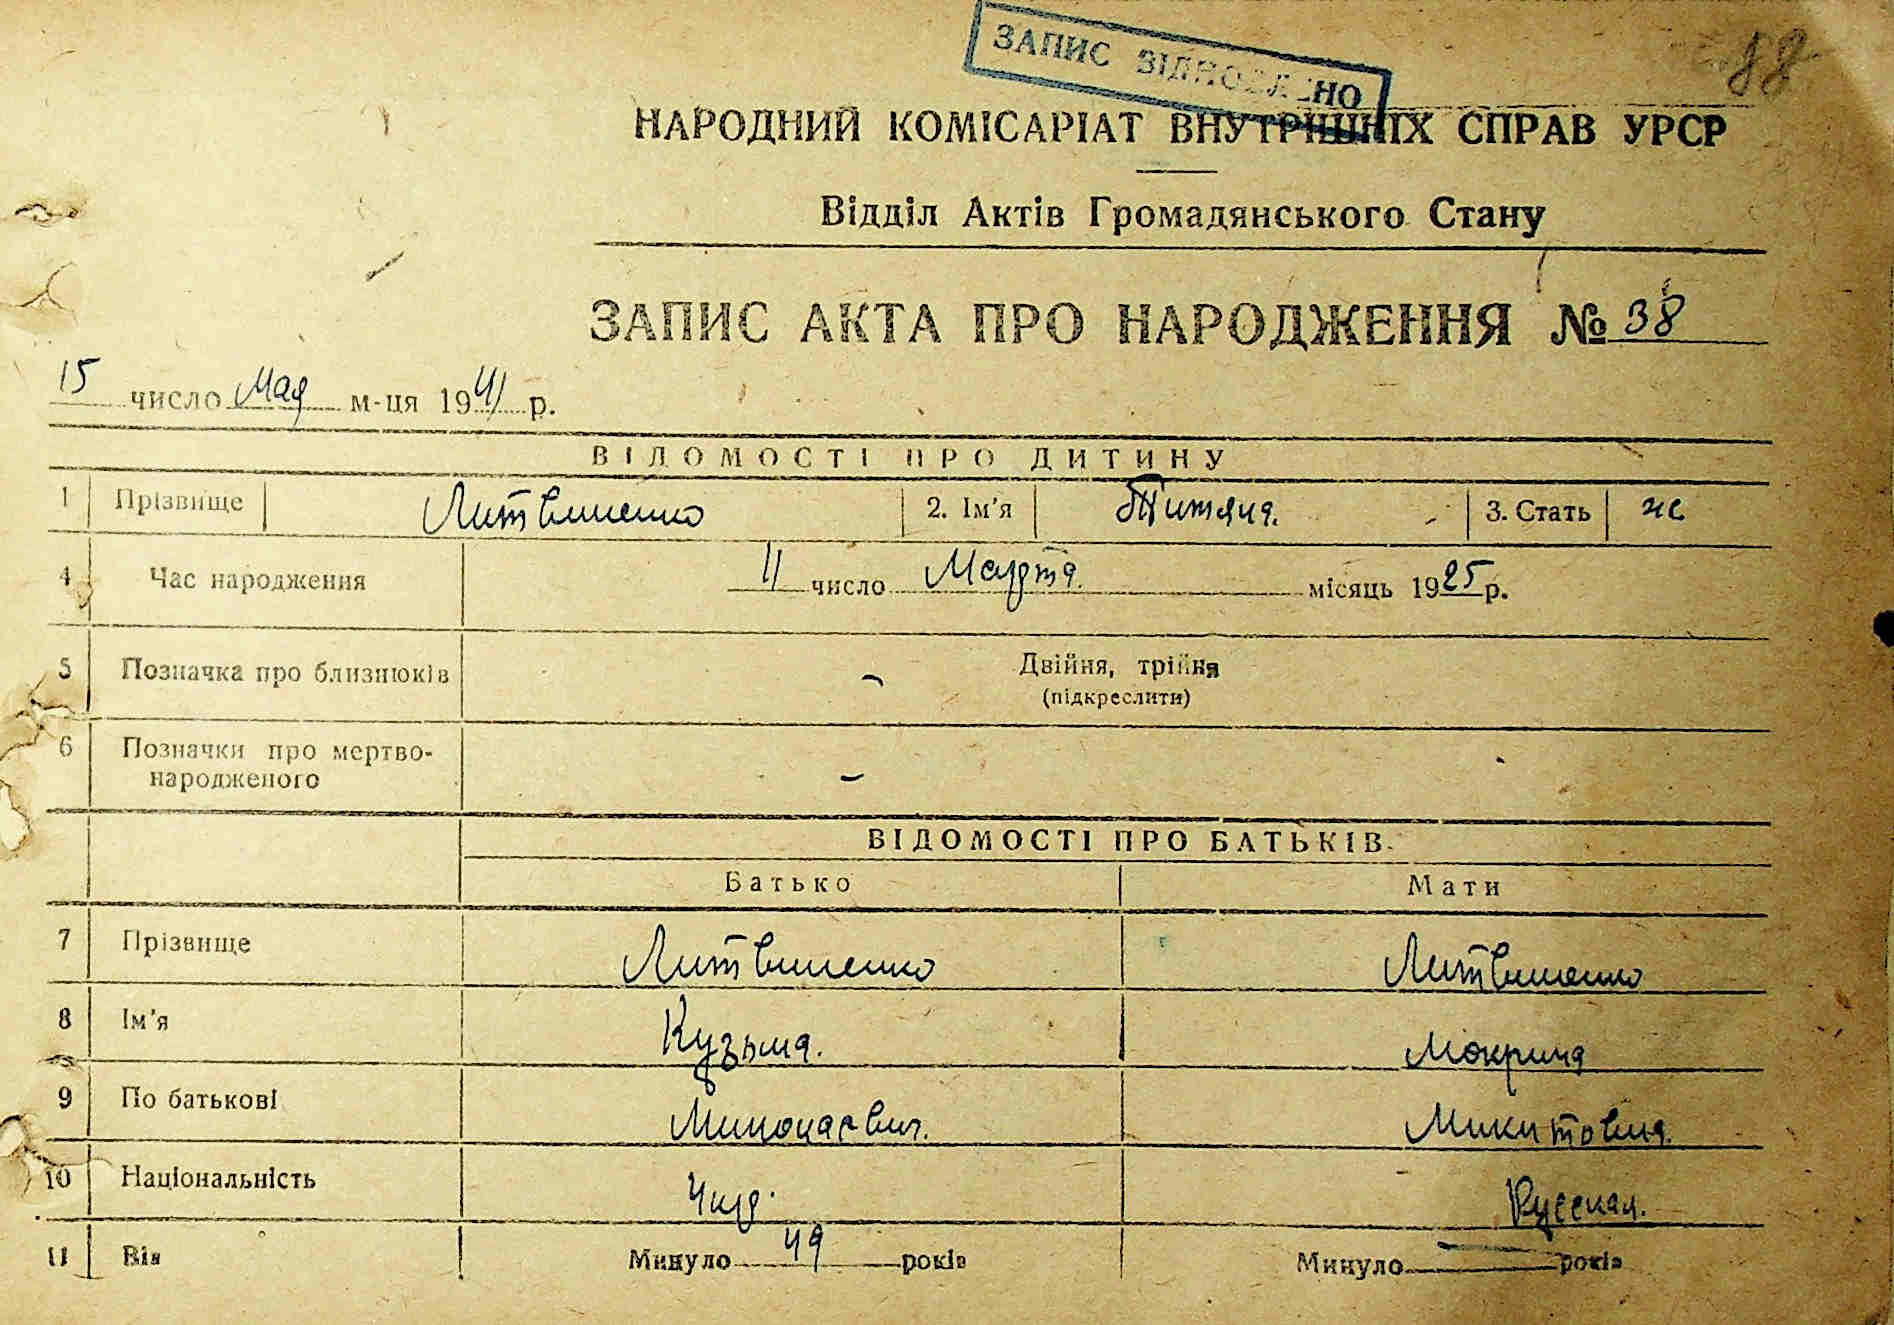 ЗАПИС ВІДНОВЛЕНО
88
НАРОДНИЙ КОМІСАРІАТ ВНУТРІШНІХ СПРАВ УРСР
Відділ Актів Громадянського Стану
ЗАПИС АКТА ПРО НАРОДЖЕННЯ № 38
15 число Мая м-ця 1941 р.
ВІДОМОСТІ ПРО ДИТИНУ
1 Прізвище Литвиненко 2. Ім'я 3. Стать ж
4 Час народження 11 число Марта місяць 1925 р.
5 Позначка про близнюків - Двійня, трійня
(підкреслити)
6 Позначки про мертво-
народженого -
ВІДОМОСТІ ПРО БАТЬКІВ
Батько Мати
7 Прізвище Литвиненко Литвиненко
8 Ім'я Кузьма. Мокрина
9 По батькові Микитовна.
10 Національність Русская.
11 Вік Минуло 49 років Минуло — років